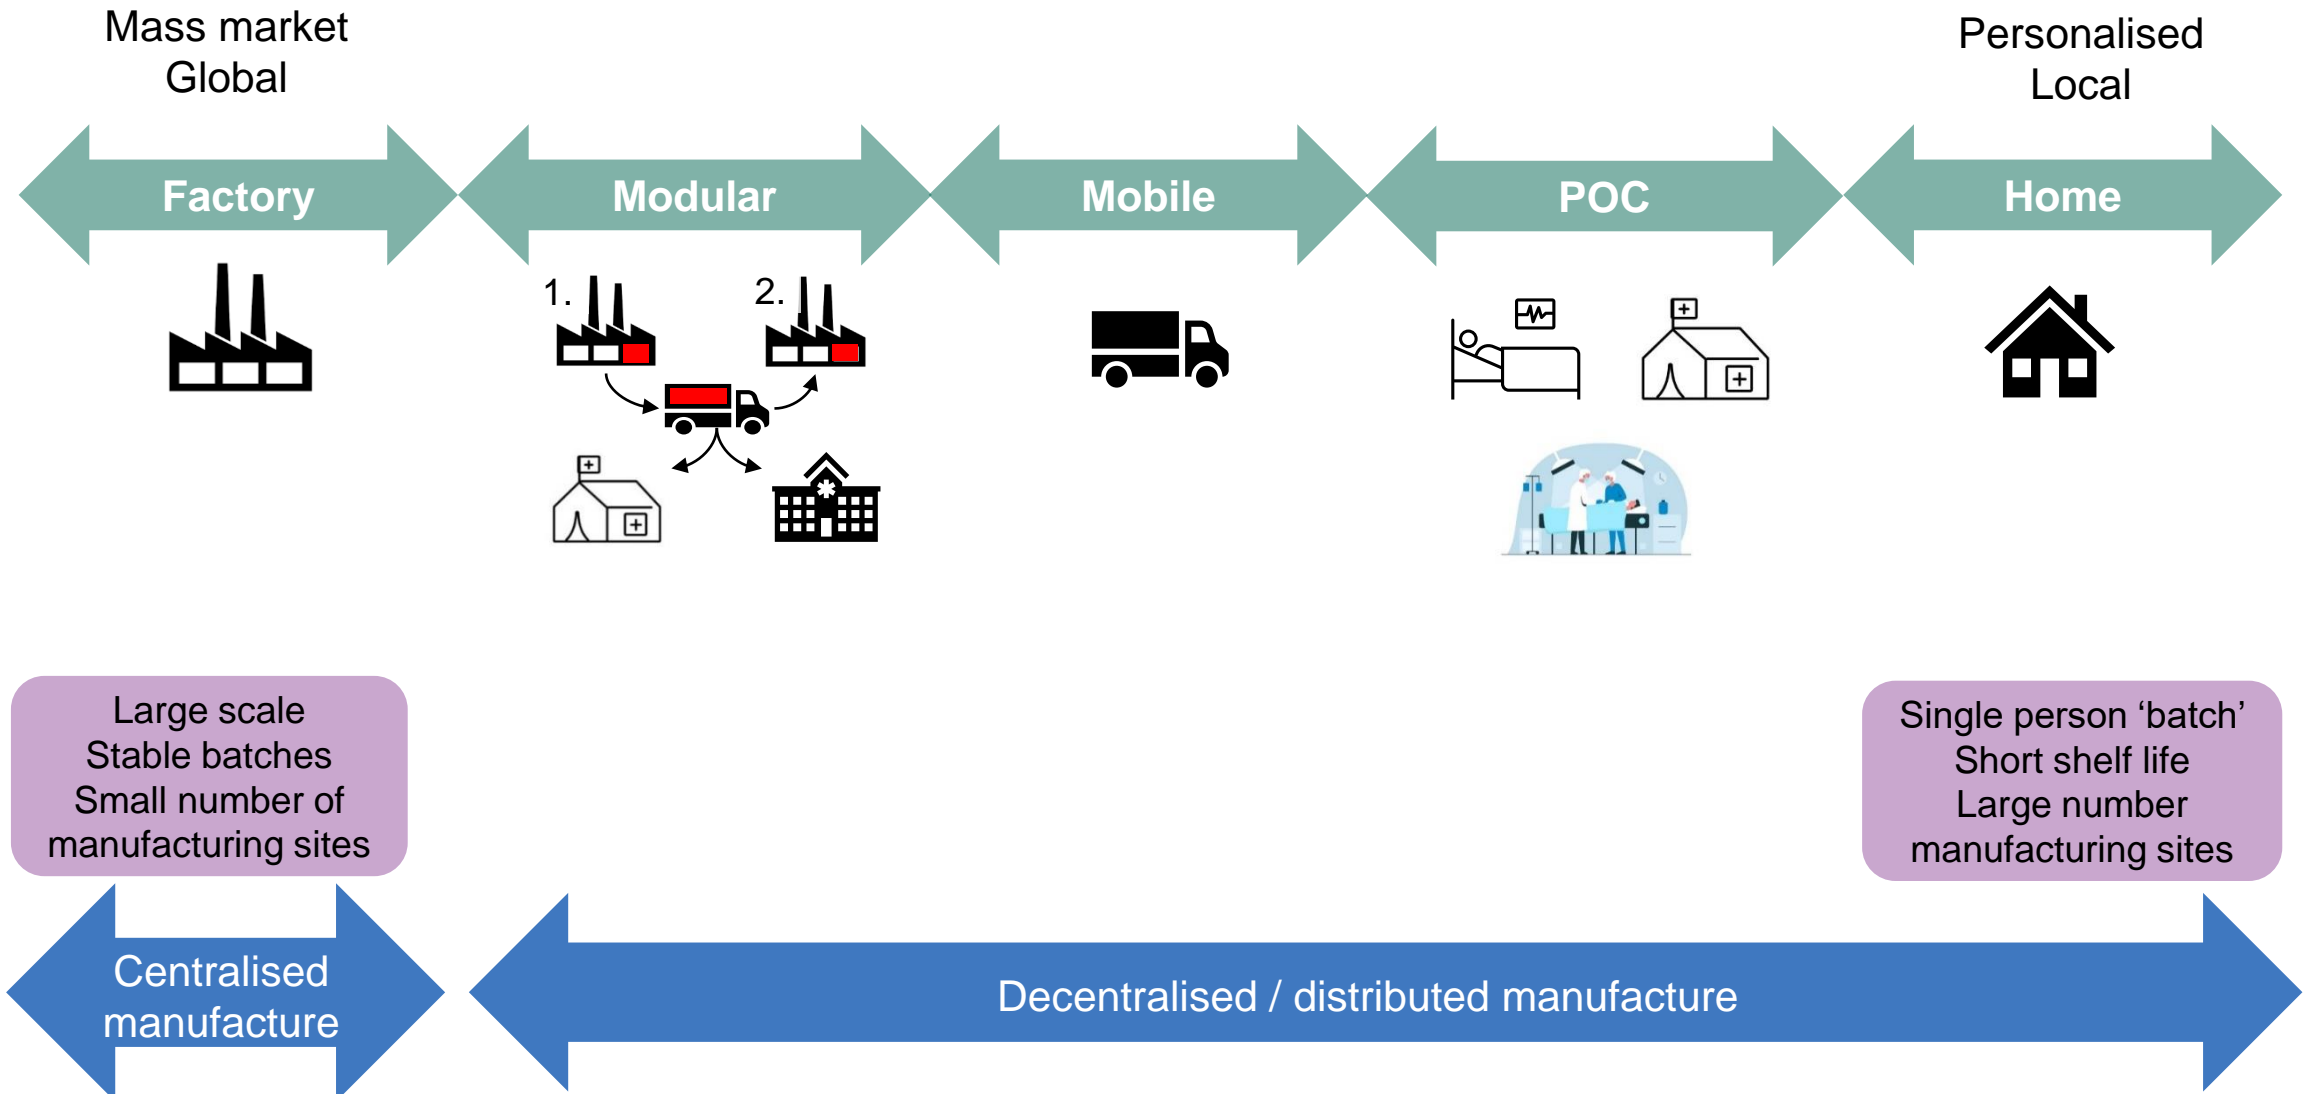 Mass market
Global
Personalised
Local
Factory
Modular
Mobile
POC
Home
1.
2.
Large scale
Stable batches
Small number of
manufacturing sites
Single person ‘batch’
Short shelf life
Large number
manufacturing sites
Centralised
manufacture
Decentralised / distributed manufacture